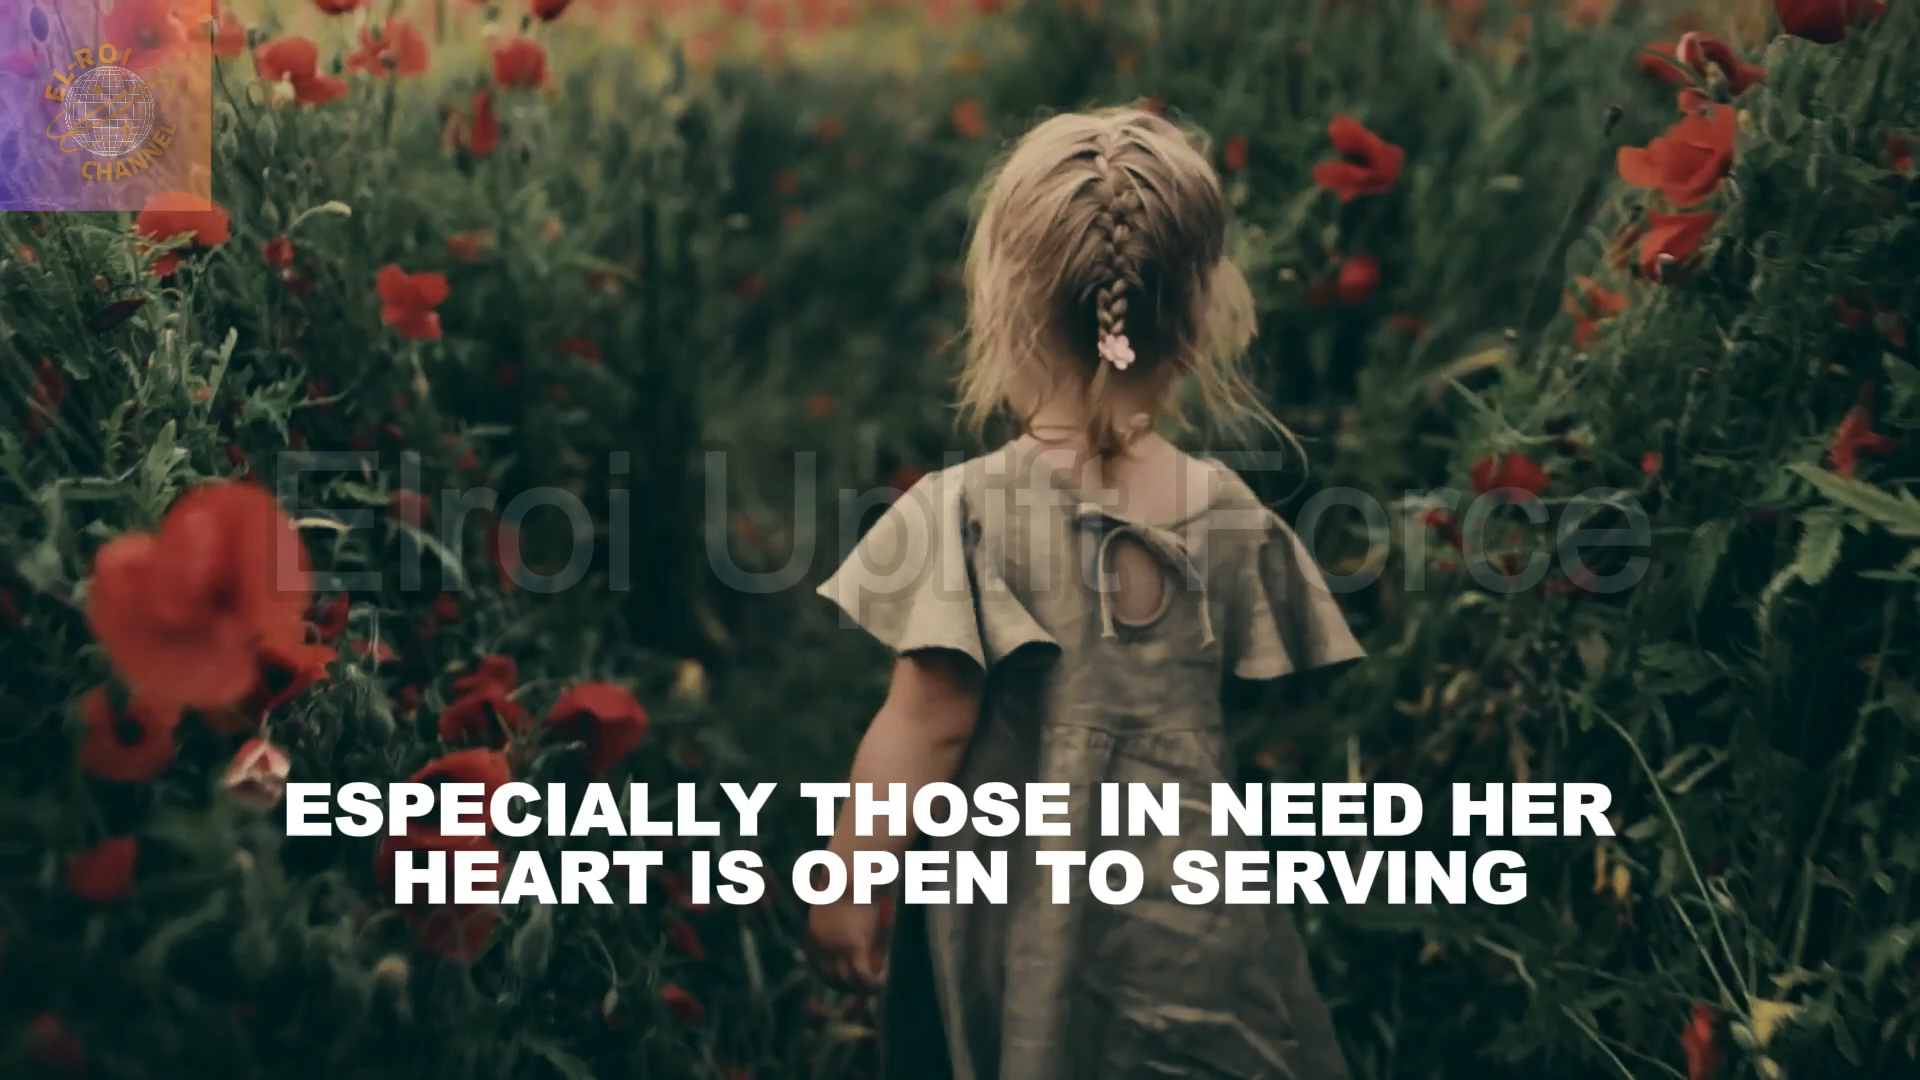 EL-ROI
CHANNEL
Elroi Uplift Force
ESPECIALLY THOSE IN NEED HER
HEART IS OPEN TO SERVING